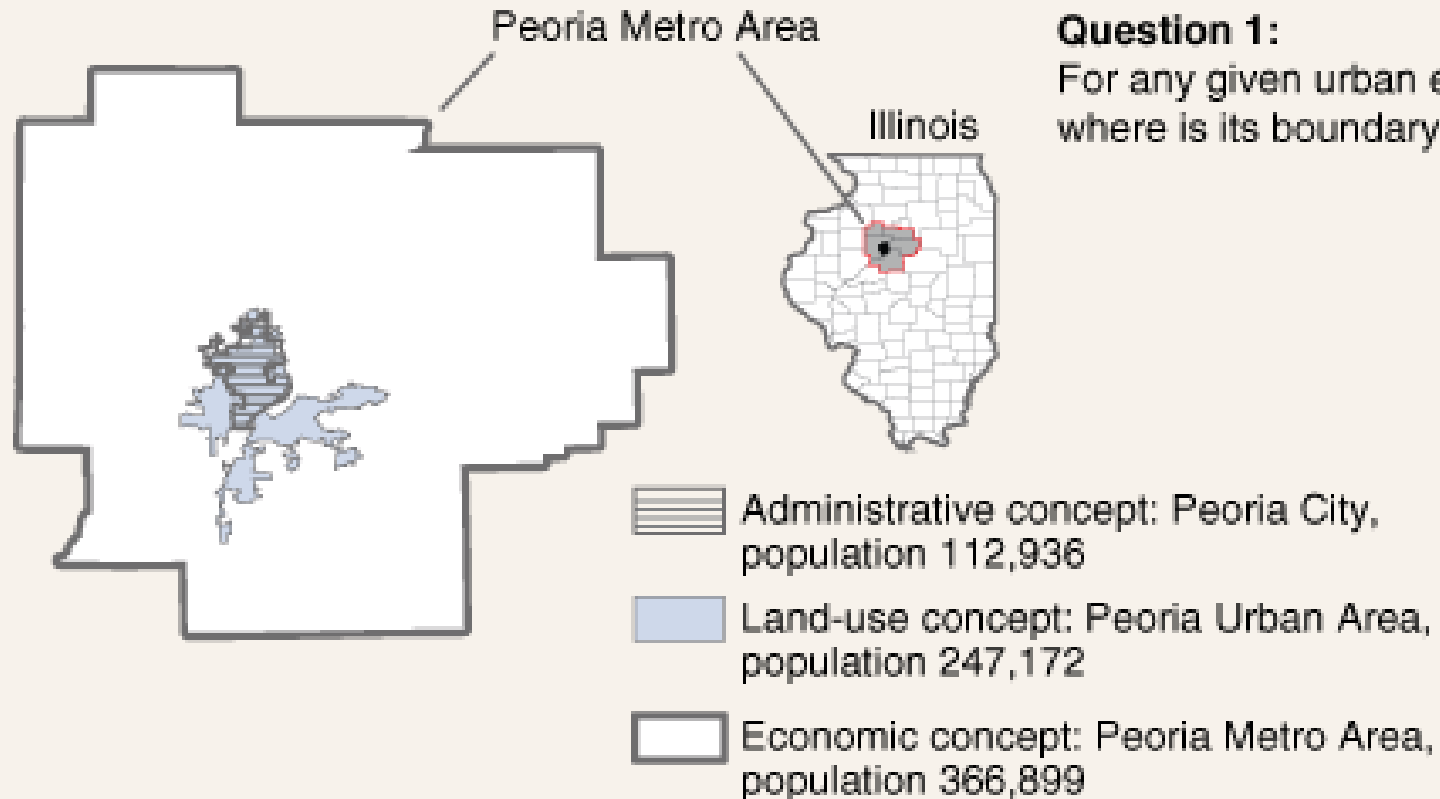 Peoria Metro Area
Question 1:
For any given urban
where is its boundary
Illinois
Administrative concept: Peoria City,
population 112,936
Land-use concept: Peoria Urban Area,
population 247,172
Economic concept: Peoria Metro Area,
population 366,899